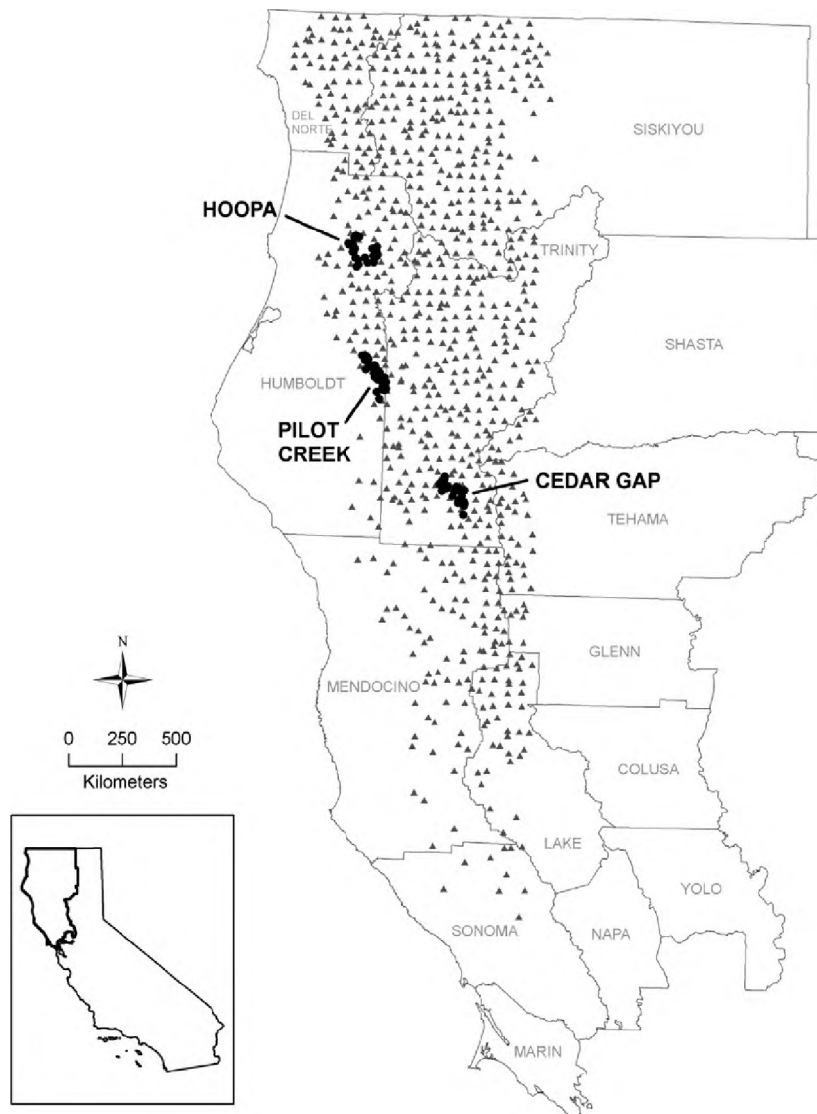 DEL
NORTE
SISKIYOU
HOOPA
TRINITY
SHASTA
HUMBOLDT
PILOT
CREEK
CEDAR GAP
TEHAMA
GLENN
N
MENDOCINO
0 250 500
Kilometers
COLUSA
LAKE
YOLO
SONOMA
NAPA
MARIN